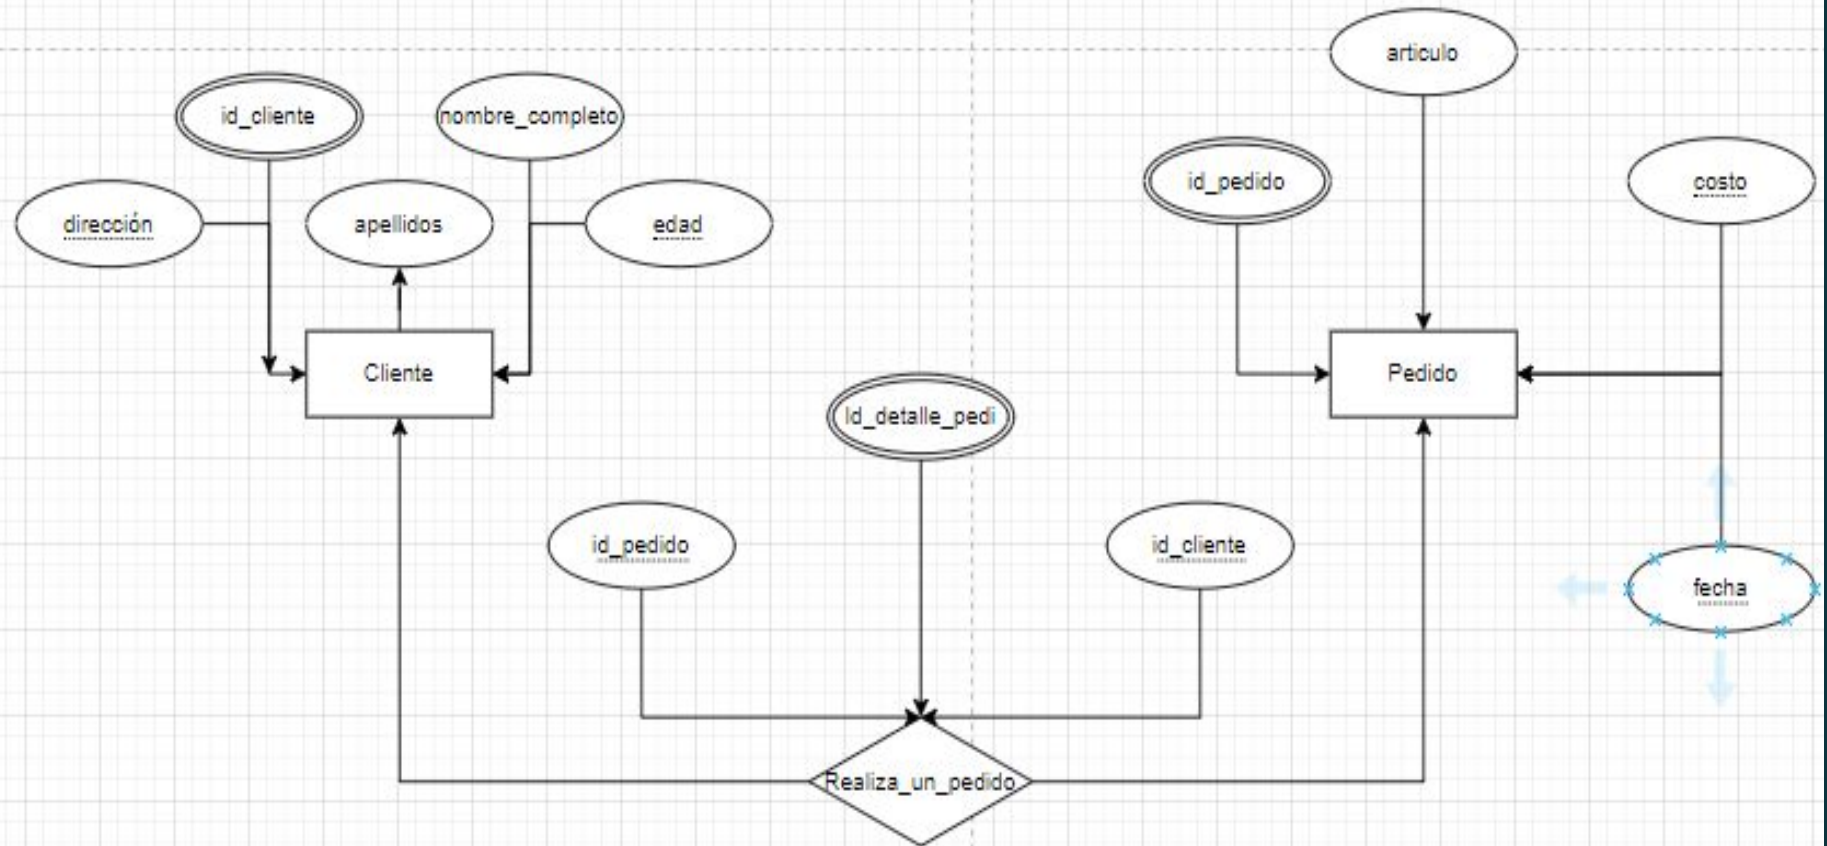 articulo
id_cliente
nombre_completo
id_pedido
costo
dirección
apellidos
edad
Cliente
Pedido
Id_detalle_pedi
id_pedido
id_cliente
fecha
Realiza_un_pedido